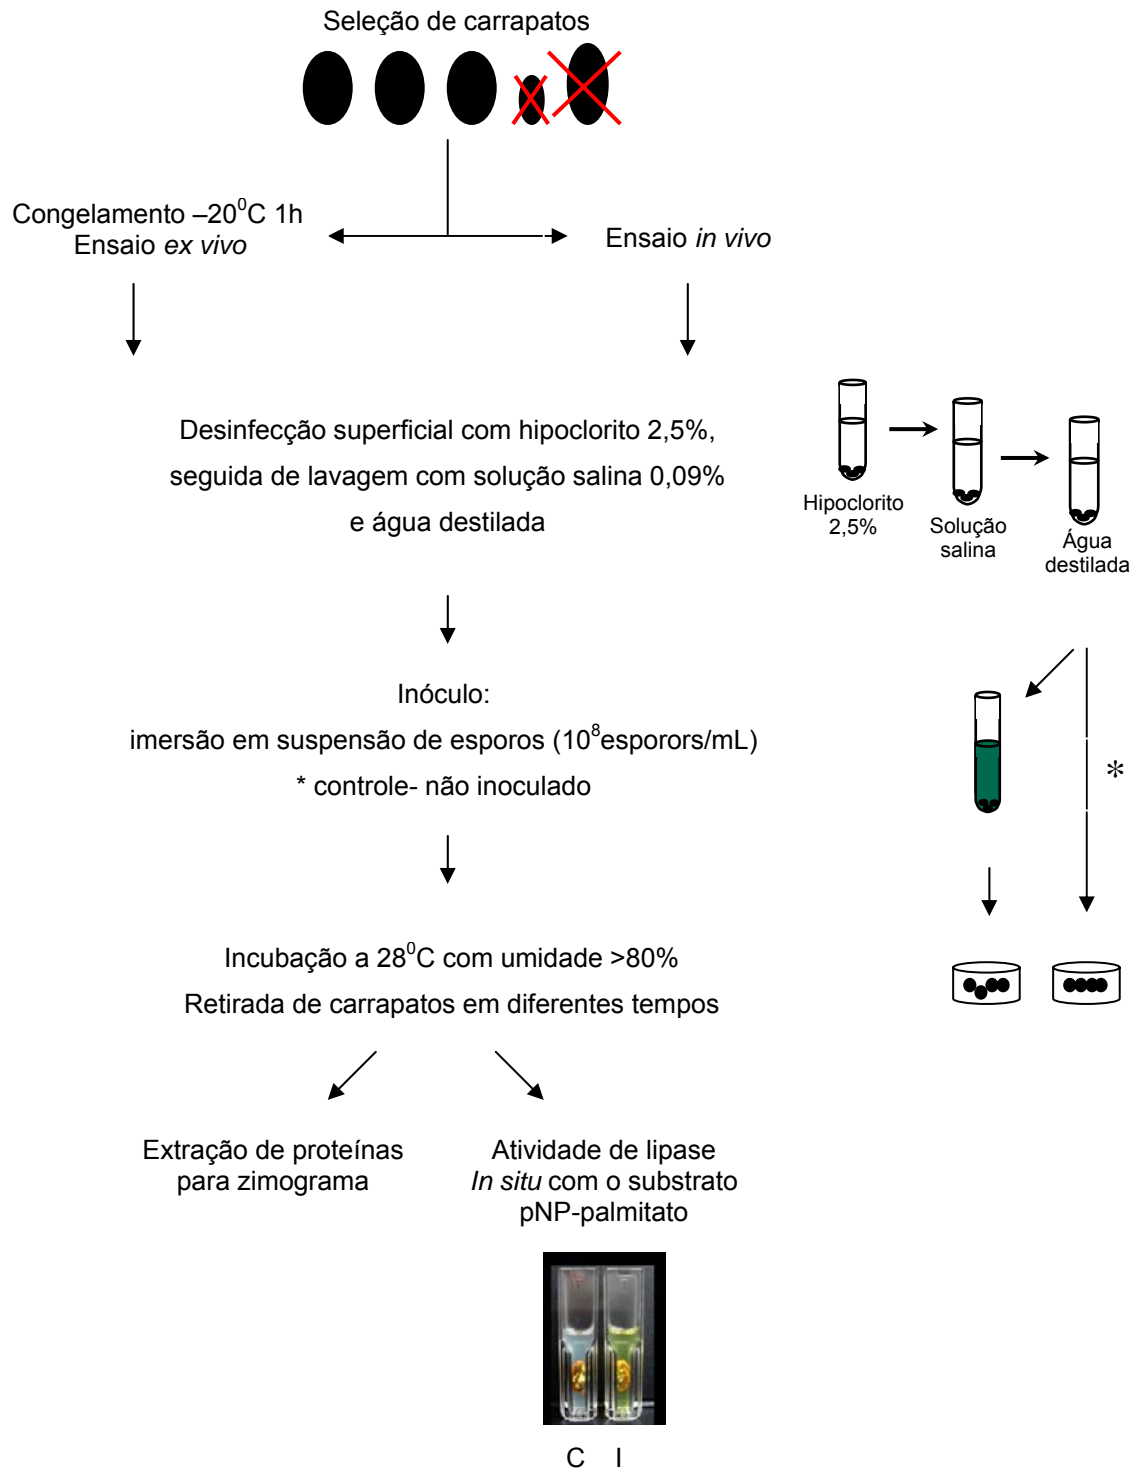 Seleção de carrapatos
Congelamento –20⁰C 1h
Ensaio ex vivo
Ensaio in vivo
Desinfecção superficial com hipoclorito 2,5%,
seguida de lavagem com solução salina 0,09%
e água destilada
Hipoclorito
2,5%
Solução
salina
Água
destilada
Inóculo:
imersão em suspensão de esporos (10⁸esporors/mL)
* controle- não inoculado
*
Incubação a 28⁰C com umidade >80%
Retirada de carrapatos em diferentes tempos
Extração de proteínas
para zimograma
Atividade de lipase
In situ com o substrato
pNP-palmitato
C I